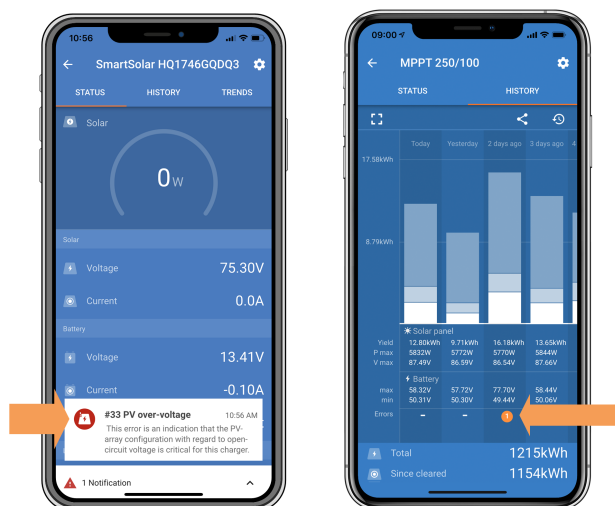 10:56
SmartSolar HQ1746GQDQ3
STATUS HISTORY TRENDS
Solar
0W
Solar
Voltage 75.30V
Current 0.0A
Battery
Voltage 13.41V
Current -0.10A
#33 PV over-voltage 10:56 AM
This error is an indication that the PV-
array configuration with regard to open-
circuit voltage is critical for this charger.
1 Notification
09:00
MPPT 250/100
STATUS HISTORY
Today Yesterday 2 days ago 3 days ago 4
17.58kWh
8.79kWh
Solar panel
Yield 12.80kWh 9.71kWh 16.18kWh 13.65kWh
P max 5832W 5772W 5770W 5844W
V max 87.49V 86.59V 86.54V 87.66V
Battery
max 58.32V 57.72V 77.70V 58.44V
min 50.31V 50.30V 49.44V 50.06V
Errors - - 1
Total 1215kWh
Since cleared 1154kWh